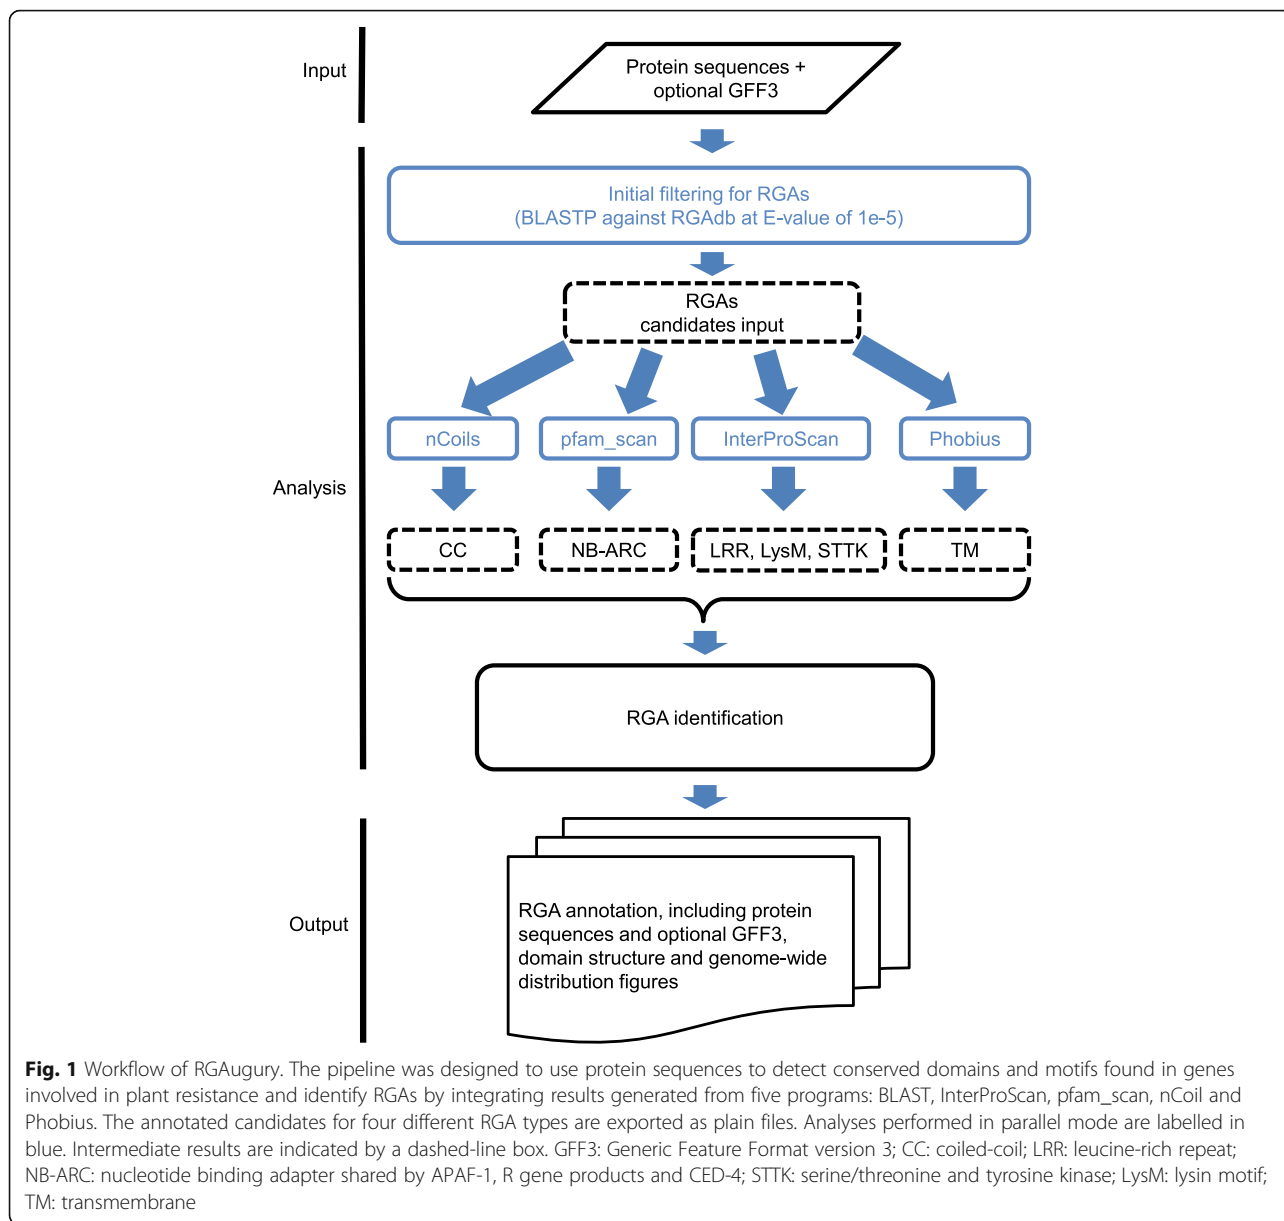 Input
Protein sequences +
optional GFF3
Initial filtering for RGAs
(BLASTP against RGAdb at E-value of 1e-5)
RGAs
candidates input
nCoils
pfam_scan
InterProScan
Phobius
Analysis
CC
NB-ARC
LRR, LysM, STTK
TM
RGA identification
Output
RGA annotation, including protein
sequences and optional GFF3,
domain structure and genome-wide
distribution figures
Fig. 1 Workflow of RGAugury. The pipeline was designed to use protein sequences to detect conserved domains and motifs found in genes
involved in plant resistance and identify RGAs by integrating results generated from five programs: BLAST, InterProScan, pfam_scan, nCoil and
Phobius. The annotated candidates for four different RGA types are exported as plain files. Analyses performed in parallel mode are labelled in
blue. Intermediate results are indicated by a dashed-line box. GFF3: Generic Feature Format version 3; CC: coiled-coil; LRR: leucine-rich repeat;
NB-ARC: nucleotide binding adapter shared by APAF-1, R gene products and CED-4; STTK: serine/threonine and tyrosine kinase; LysM: lysin motif;
TM: transmembrane